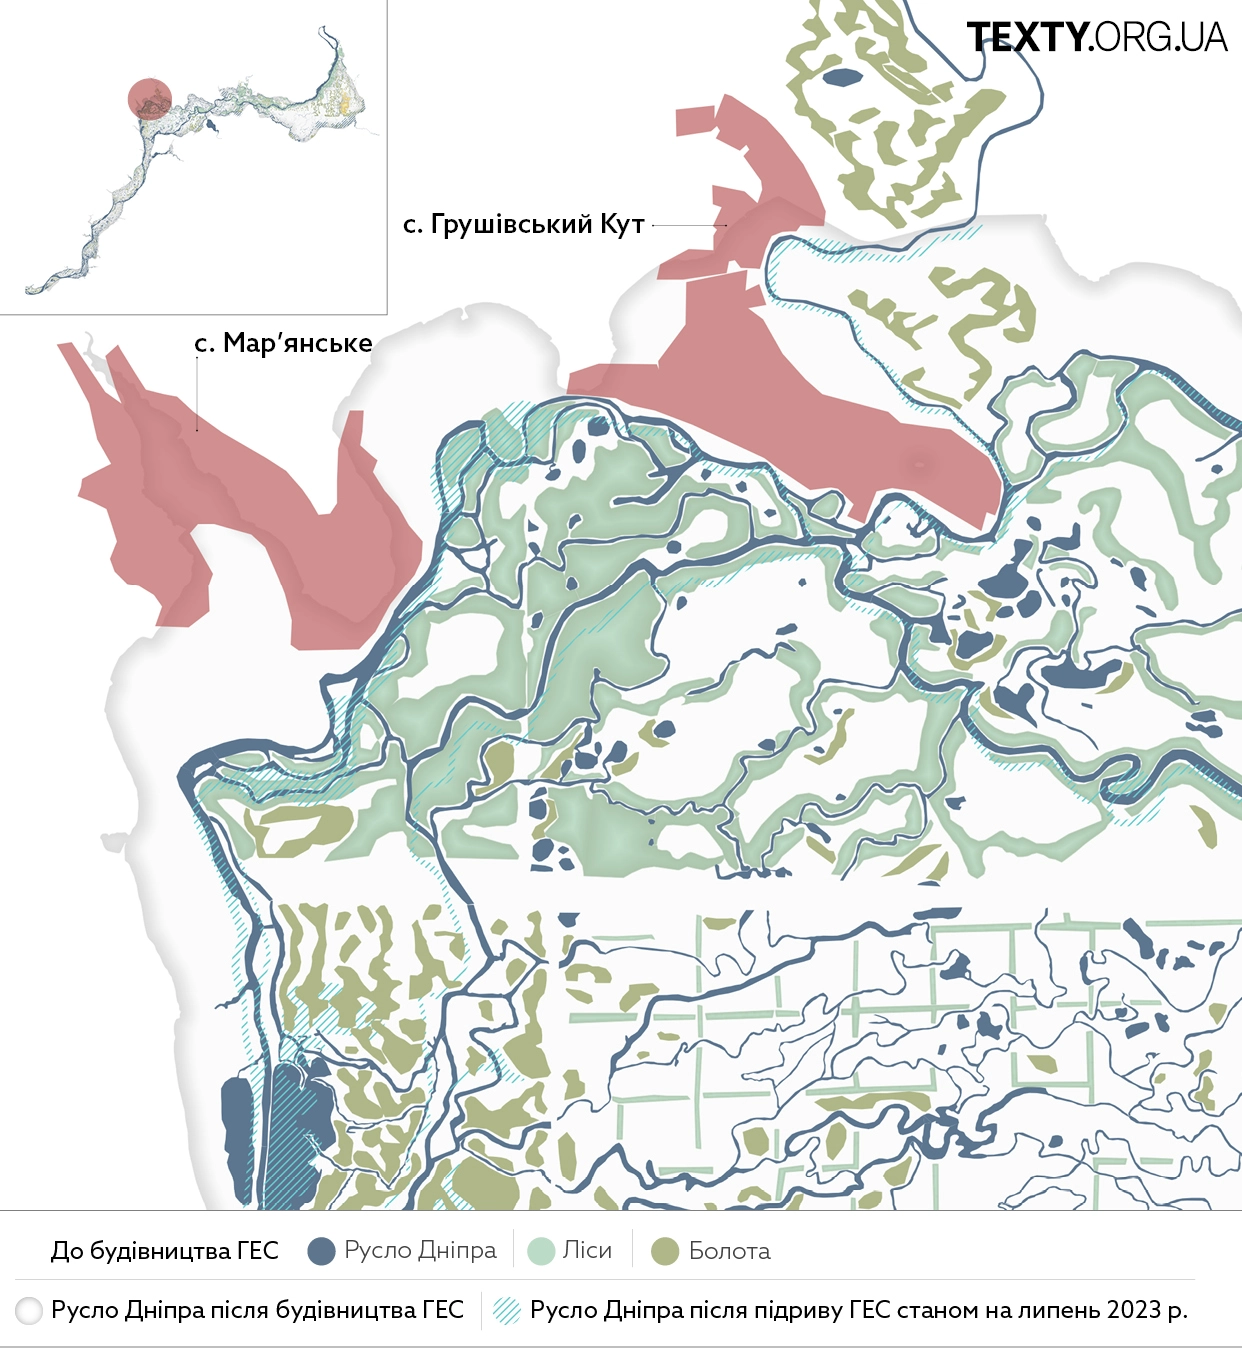 TEXTY.ORG.UA
с. Грушівський Кут
с. Мар’янське
До будівництва ГЕС
Русло Дніпра
Ліси
Болота
Русло Дніпра після будівництва ГЕС
Русло Дніпра після підриву ГЕС станом на липень 2023 р.